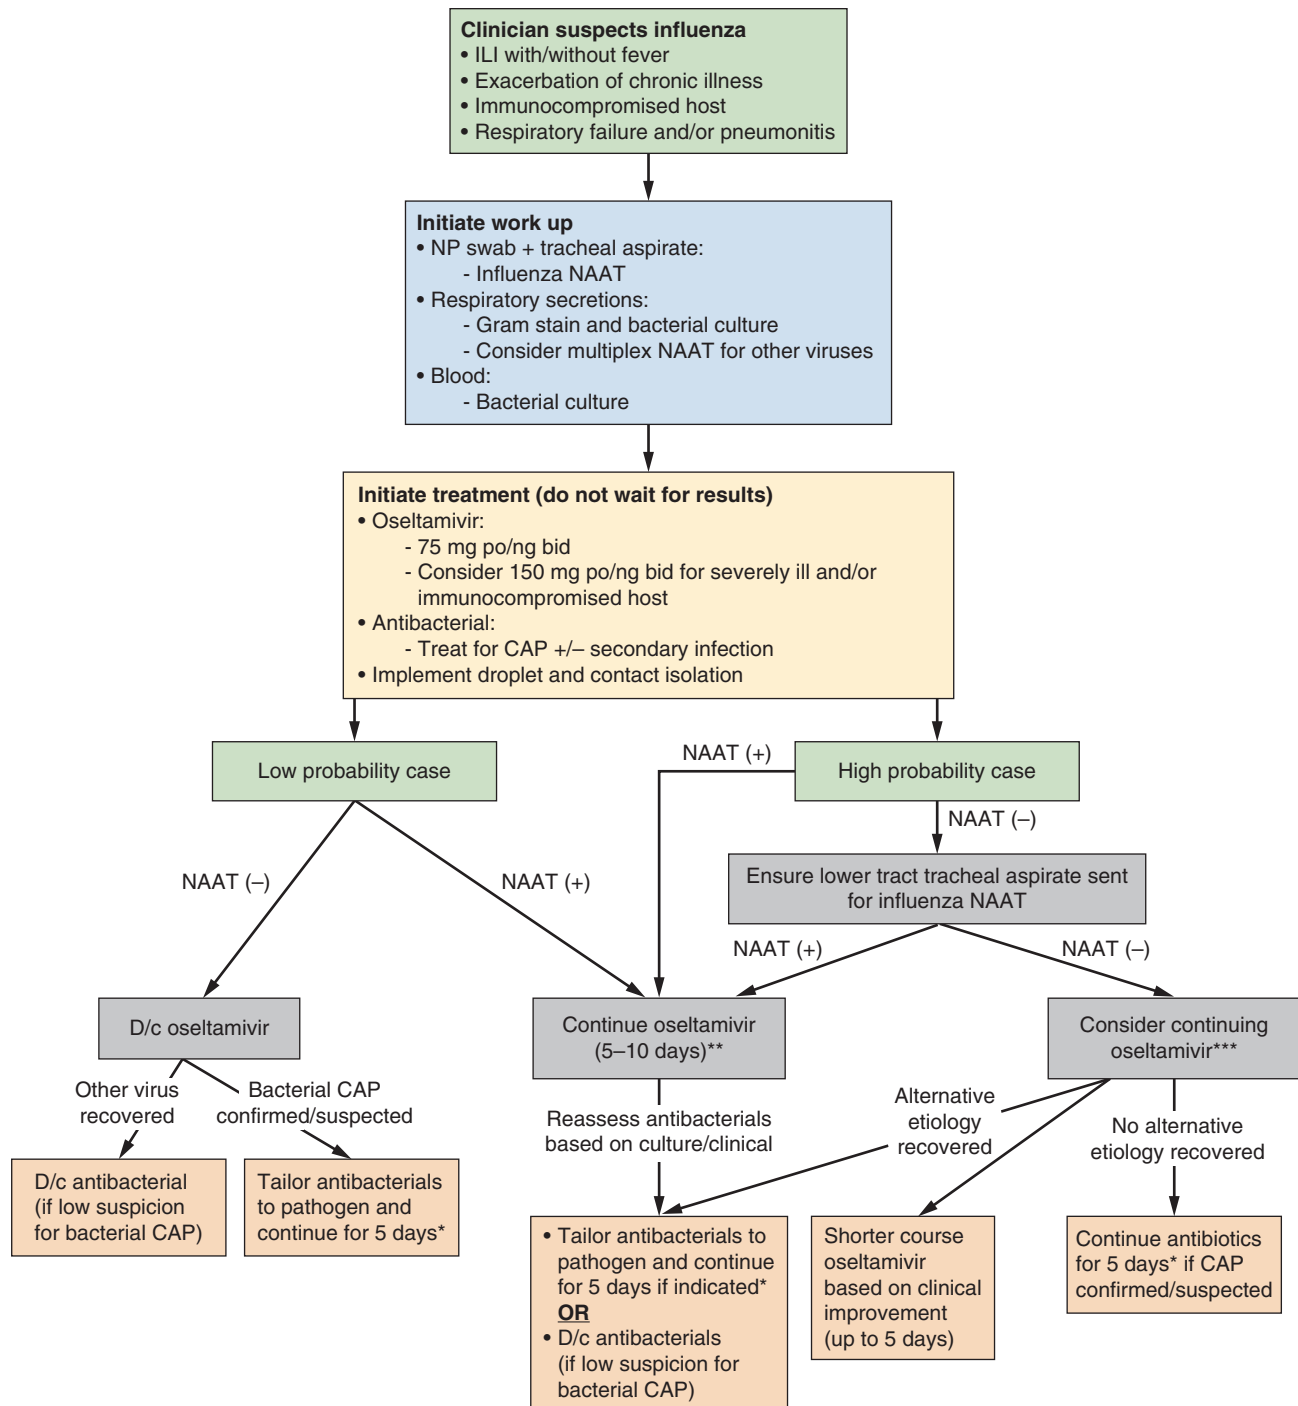 Clinician suspects influenza
• ILI with/without fever
• Exacerbation of chronic illness
• Immunocompromised host
• Respiratory failure and/or pneumonitis
Initiate work up
• NP swab + tracheal aspirate:
- Influenza NAAT
• Respiratory secretions:
- Gram stain and bacterial culture
- Consider multiplex NAAT for other viruses
• Blood:
- Bacterial culture
Initiate treatment (do not wait for results)
• Oseltamivir:
- 75 mg po/ng bid
- Consider 150 mg po/ng bid for severely ill and/or
immunocompromised host
• Antibacterial:
- Treat for CAP +/– secondary infection
• Implement droplet and contact isolation
Low probability case
NAAT (+)
High probability case
NAAT (–)
NAAT (–)
NAAT (+)
Ensure lower tract tracheal aspirate sent
for influenza NAAT
NAAT (+)
NAAT (–)
D/c oseltamivir
Continue oseltamivir
(5–10 days)**
Consider continuing
oseltamivir***
Other virus
recovered
Bacterial CAP
confirmed/suspected
Reassess antibacterials
based on culture/clinical
Alternative
etiology
recovered
No alternative
etiology recovered
D/c antibacterial
(if low suspicion
for bacterial CAP)
Tailor antibacterials
to pathogen and
continue for 5 days*
• Tailor antibacterials to
pathogen and continue
for 5 days if indicated*
OR
• D/c antibacterials
(if low suspicion for
bacterial CAP)
Shorter course
oseltamivir
based on clinical
improvement
(up to 5 days)
Continue antibiotics
for 5 days* if CAP
confirmed/suspected